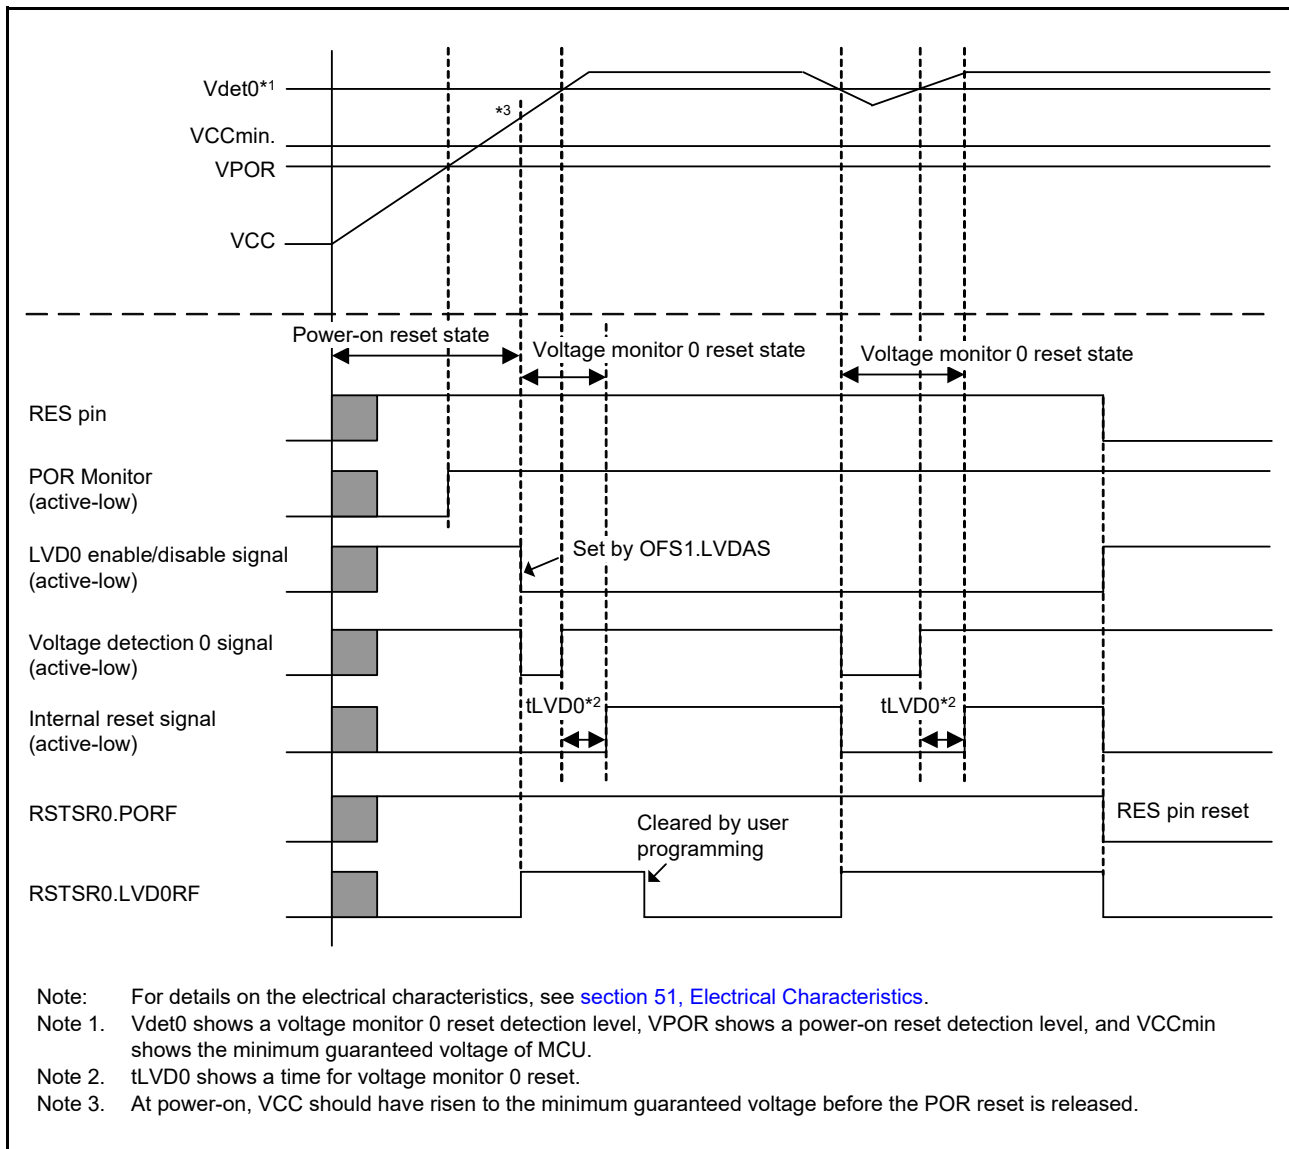 Vdet0*1
*3
VCCmin.
VPOR
VCC
Power-on reset state
Voltage monitor 0 reset state
Voltage monitor 0 reset state
RES pin
POR Monitor
(active-low)
LVD0 enable/disable signal
(active-low)
Set by OFS1.LVDAS
Voltage detection 0 signal
(active-low)
tLVD0*2
tLVD0*2
Internal reset signal
(active-low)
RSTSR0.PORF
RES pin reset
Cleared by user
programming
RSTSR0.LVD0RF
Note: For details on the electrical characteristics, see section 51, Electrical Characteristics.
Note 1. Vdet0 shows a voltage monitor 0 reset detection level, VPOR shows a power-on reset detection level, and VCCmin
shows the minimum guaranteed voltage of MCU.
Note 2. tLVD0 shows a time for voltage monitor 0 reset.
Note 3. At power-on, VCC should have risen to the minimum guaranteed voltage before the POR reset is released.